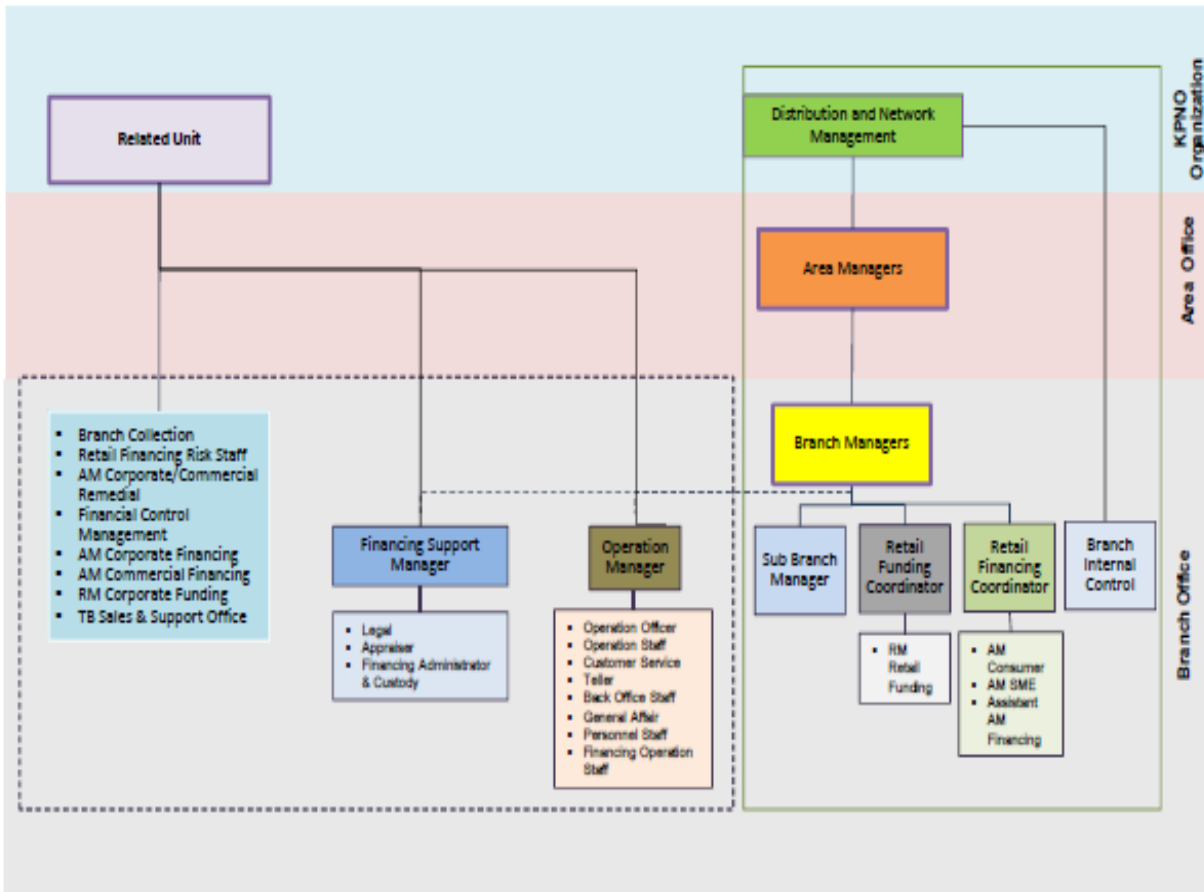 Related Unit
Distribution and Network
Management
KPNO
Organization
Area Managers
Area Office
Branch Managers
Branch Office
▪ Branch Collection
▪ Retail Financing Risk Staff
▪ AM Corporate/Commercial
Remedial
▪ Financial Control
Management
▪ AM Corporate Financing
▪ AM Commercial Financing
▪ RM Corporate Funding
▪ TB Sales & Support Office
Financing Support
Manager
▪ Legal
▪ Appraiser
▪ Financing Administrator
& Custody
Operation
Manager
▪ Operation Officer
▪ Operation Staff
▪ Customer Service
▪ Teller
▪ Back Office Staff
▪ General Affair
▪ Personnel Staff
▪ Financing Operation
Staff
Sub Branch
Manager
Retail
Funding
Coordinator
▪ RM
Retail
Funding
Retail
Financing
Coordinator
▪ AM
Consumer
▪ AM SME
▪ Assistant
AM
Financing
Branch
Internal
Control